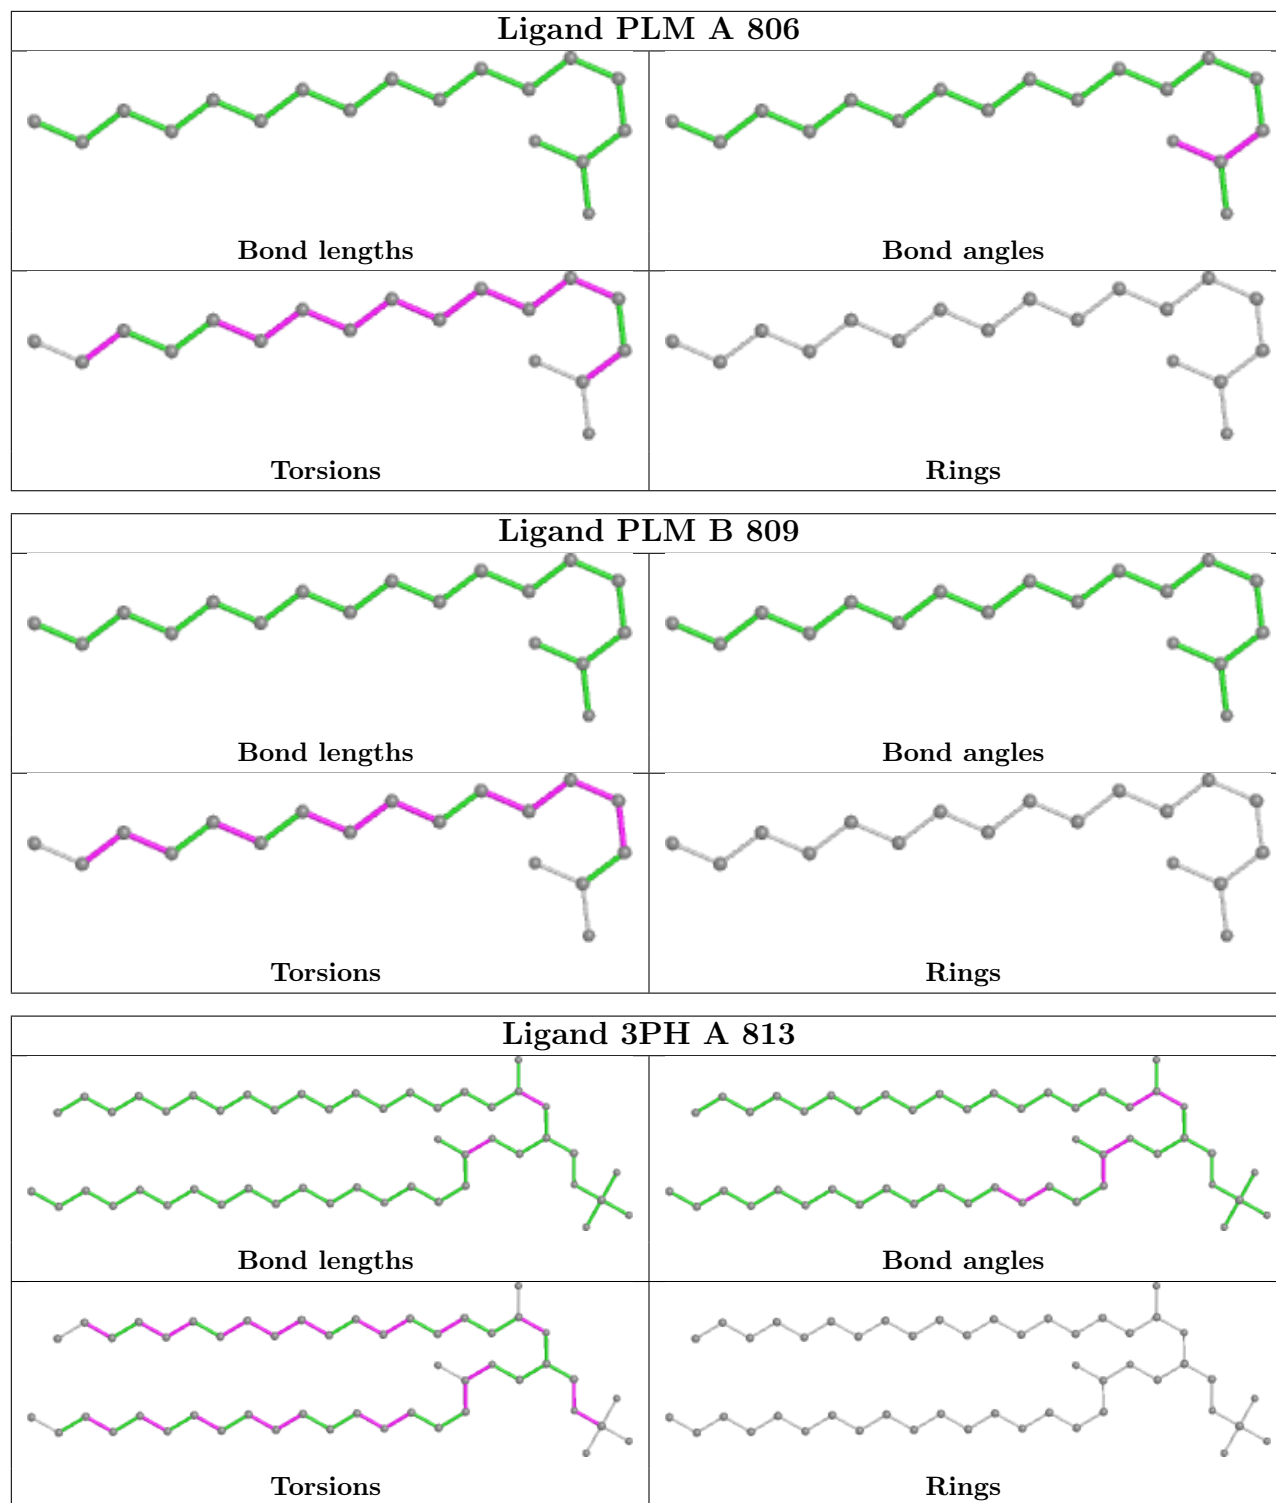 Ligand PLM A 806
Bond lengths
Bond angles
Torsions
Rings
Ligand PLM B 809
Bond lengths
Bond angles
Torsions
Rings
Ligand 3PH A 813
Bond lengths
Bond angles
Torsions
Rings